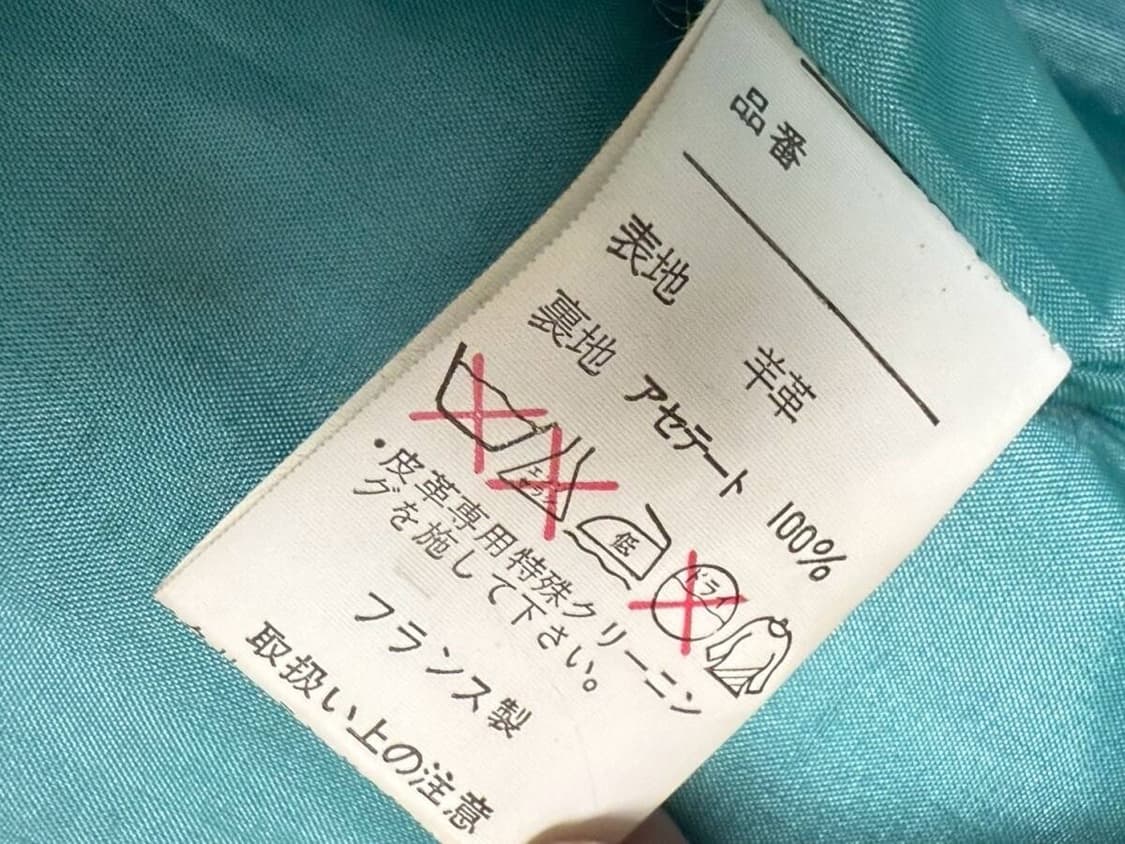 品番
表地 羊革
裏地 アセテート 100%
低 ドライ
・皮革専用特殊クリーニン
グを施して下さい。
フランス製
取扱い上の注意